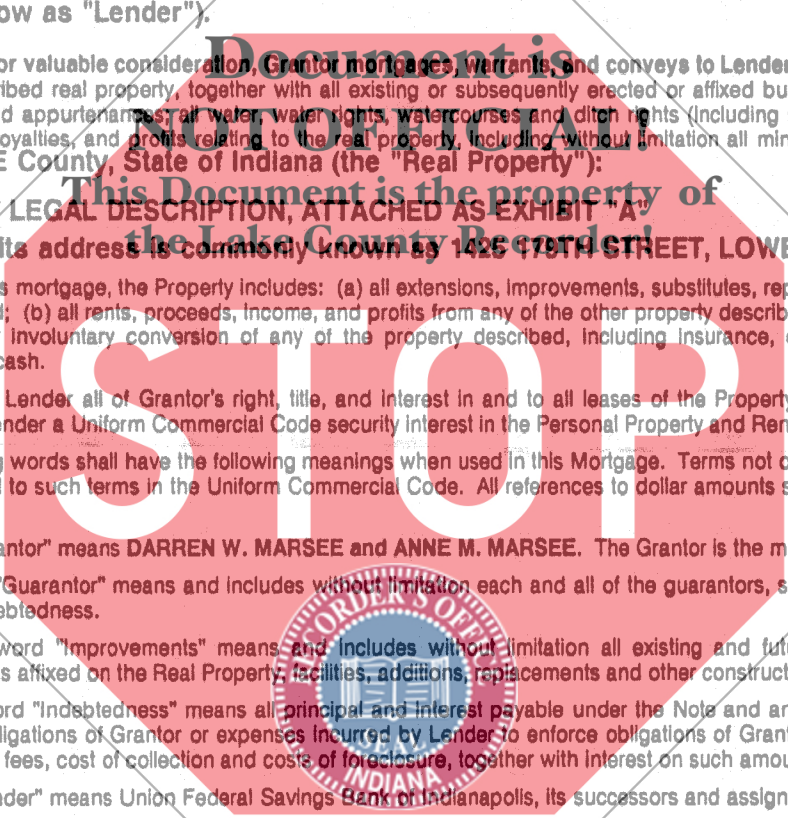 ow as "Lender").
or valuable consideration, Grantor mortgages, warrants, and conveys to Lender
ibed real property, together with all existing or subsequently erected or affixed bu
d appurtenances; all water, water rights, watercourses and ditch rights (including
oyalties, and profits relating to the real property, including without limitation all min
E County, State of Indiana (the "Real Property"):
LEGAL DESCRIPTION, ATTACHED AS EXHIBIT "A"
its address is commonly known as 1425 179TH STREET, LOWE
s mortgage, the Property includes: (a) all extensions, improvements, substitutes, rep
d; (b) all rents, proceeds, income, and profits from any of the other property describ
involuntary conversion of any of the property described, including insurance,
cash.
Lender all of Grantor's right, title, and interest in and to all leases of the Property
nder a Uniform Commercial Code security interest in the Personal Property and Ren
g words shall have the following meanings when used in this Mortgage. Terms not o
d to such terms in the Uniform Commercial Code. All references to dollar amounts s
antor" means DARREN W. MARSEE and ANNE M. MARSEE. The Grantor is the m
"Guarantor" means and includes without limitation each and all of the guarantors, s
ebtedness.
word "Improvements" means and includes without limitation all existing and futu
s affixed on the Real Property, facilities, additions, replacements and other construct
ord "Indebtedness" means all principal and interest payable under the Note and an
ligations of Grantor or expenses incurred by Lender to enforce obligations of Grant
fees, cost of collection and costs of foreclosure, together with interest on such amou
nder" means Union Federal Savings Bank of Indianapolis, its successors and assign
Document is
NOT OFFICIAL!
This Document is the property of
the Lake County Recorder!
STOP
RECORDER'S OFFICE
SEAL
INDIANA